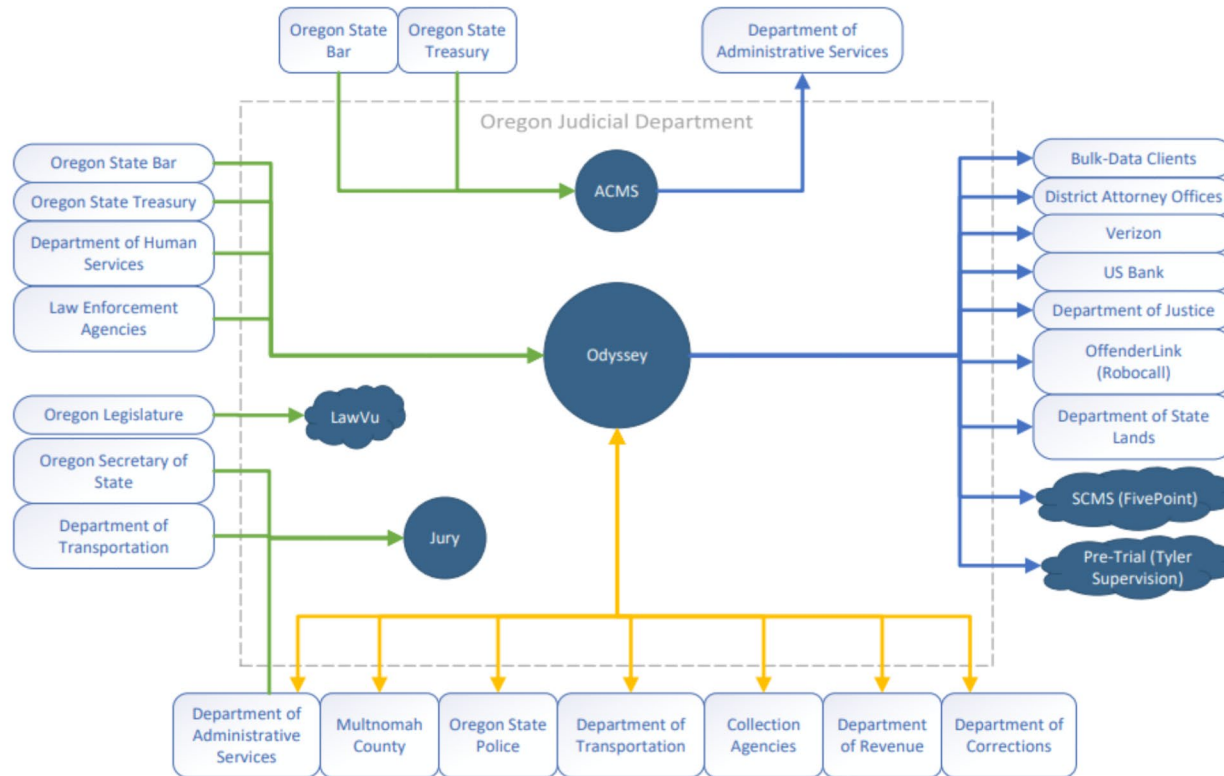 Oregon State
Bar
Oregon State
Treasury
Department of
Administrative Services
Oregon Judicial Department
Oregon State Bar
Oregon State Treasury
Department of Human
Services
Law Enforcement
Agencies
Oregon Legislature
Oregon Secretary of
State
Department of
Transportation
ACMS
Odyssey
LawVu
Jury
Bulk-Data Clients
District Attorney Offices
Verizon
US Bank
Department of Justice
OffenderLink
(Robocall)
Department of State
Lands
SCMS (FivePoint)
Pre-Trial (Tyler
Supervision)
Department of
Administrative
Services
Multnomah
County
Oregon State
Police
Department of
Transportation
Collection
Agencies
Department
of Revenue
Department of
Corrections